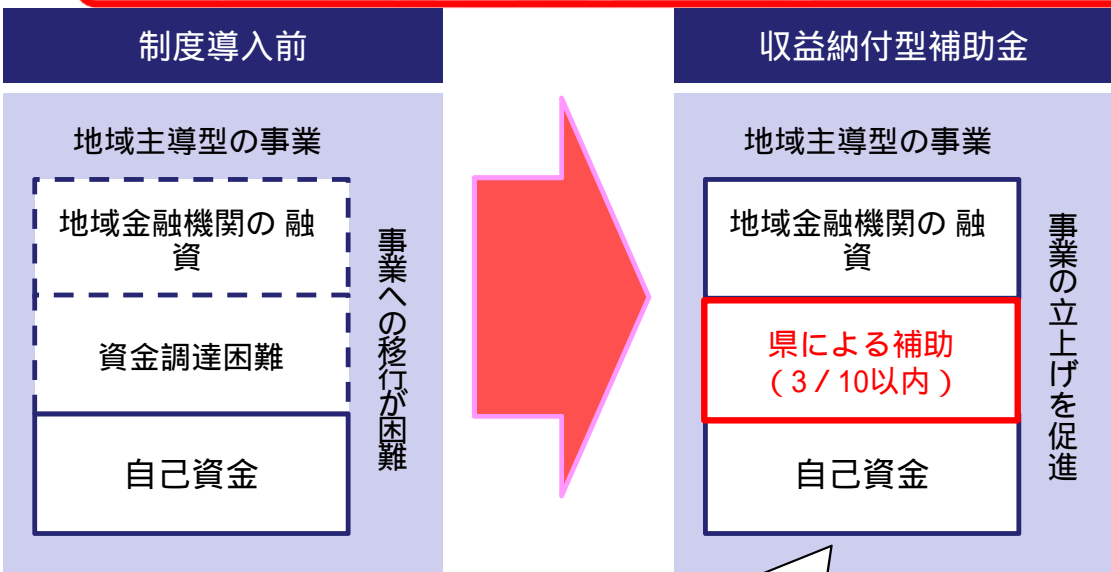 制度導入前
地域主導型の事業
地域金融機関の 融
資
資金調達困難
自己資金
事業への移行が困難
収益納付型補助金
地域主導型の事業
地域金融機関の 融
資
県による補助
(3/10以内)
自己資金
事業の立上げを促進